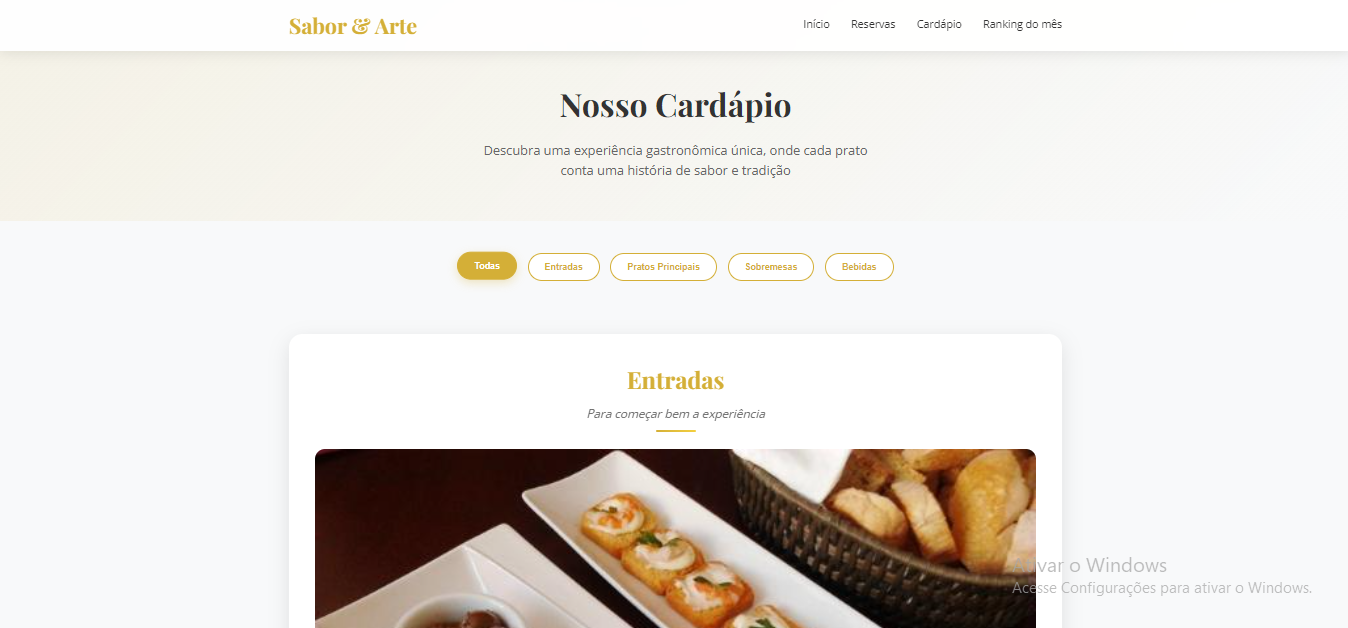 Sabor & Arte
Início Reservas Cardápio Ranking do mês
Nosso Cardápio
Descubra uma experiência gastronômica única, onde cada prato
conta uma história de sabor e tradição
Todas Entradas Pratos Principais Sobremesas Bebidas
Entradas
Para começar bem a experiência
var o Windows
Acesse Configurações para ativar o Windows.